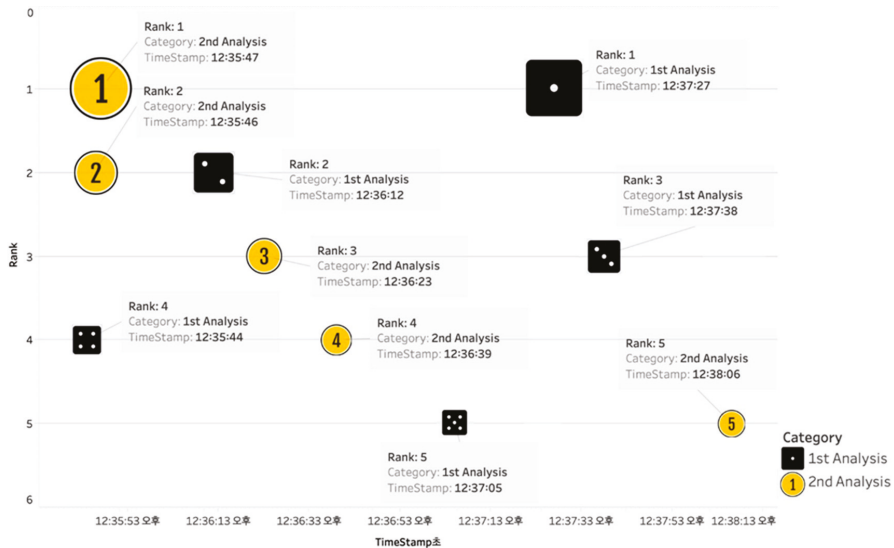 0
Rank: 1
Category: 2nd Analysis
TimeStamp: 12:35:47
Rank: 1
Category: 1st Analysis
TimeStamp: 12:37:27
1
1
Rank: 2
Category: 2nd Analysis
TimeStamp: 12:35:46
2
2
Rank: 2
Category: 1st Analysis
TimeStamp: 12:36:12
Rank: 3
Category: 1st Analysis
TimeStamp: 12:37:38
Rank
3
3
Rank: 3
Category: 2nd Analysis
TimeStamp: 12:36:23
Rank: 4
Category: 1st Analysis
TimeStamp: 12:35:44
4
4
Rank: 4
Category: 2nd Analysis
TimeStamp: 12:36:39
Rank: 5
Category: 2nd Analysis
TimeStamp: 12:38:06
5
5
Rank: 5
Category: 1st Analysis
TimeStamp: 12:37:05
6
Category
1st Analysis
1 2nd Analysis
12:35:53 오후 12:36:13 오후 12:36:33 오후 12:36:53 오후 12:37:13 오후 12:37:33 오후 12:37:53 오후 12:38:13 오후
TimeStamp초